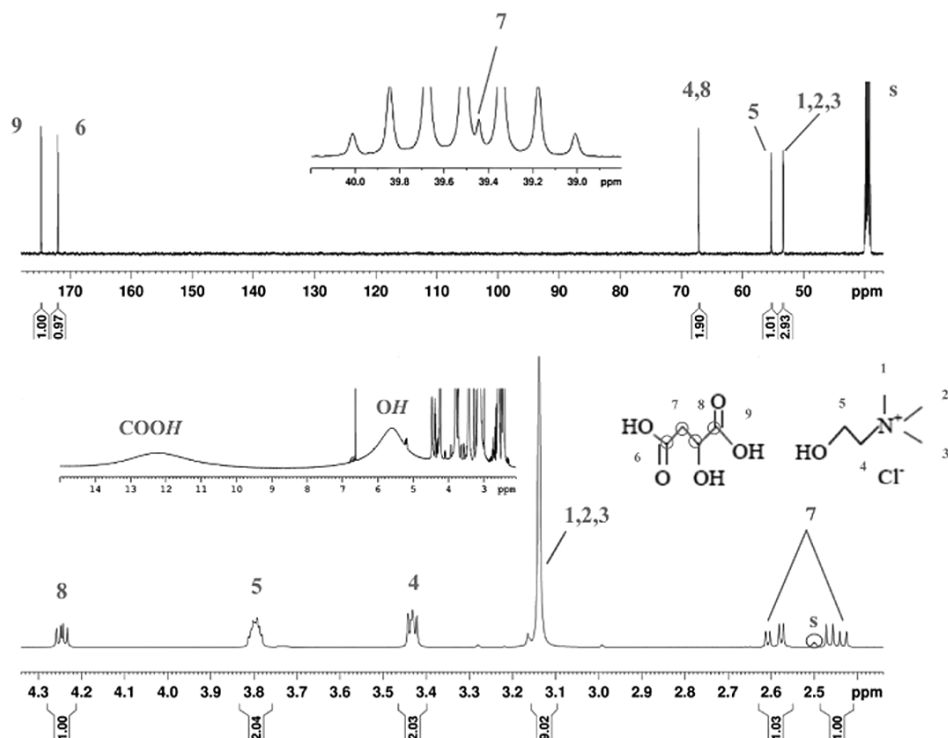 7
4,8
s
9
6
5
1,2,3
40.0 39.8 39.6 39.4 39.2 39.0 ppm
170 160 150 140 130 120 110 100 90 80 70 60 50 ppm
1.00
0.97
1.90
1.01
2.93
COOH
OH
14 13 12 11 10 9 8 7 6 5 4 3 ppm
1
7 8 O 9 5 2
HO N+
OH HO 3
6 4
O OH Cl-
1,2,3
7
8
5
4
s
4.3 4.2 4.1 4.0 3.9 3.8 3.7 3.6 3.5 3.4 3.3 3.2 3.1 3.0 2.9 2.8 2.7 2.6 2.5 ppm
1.00
2.04
2.03
9.02
1.03
1.00